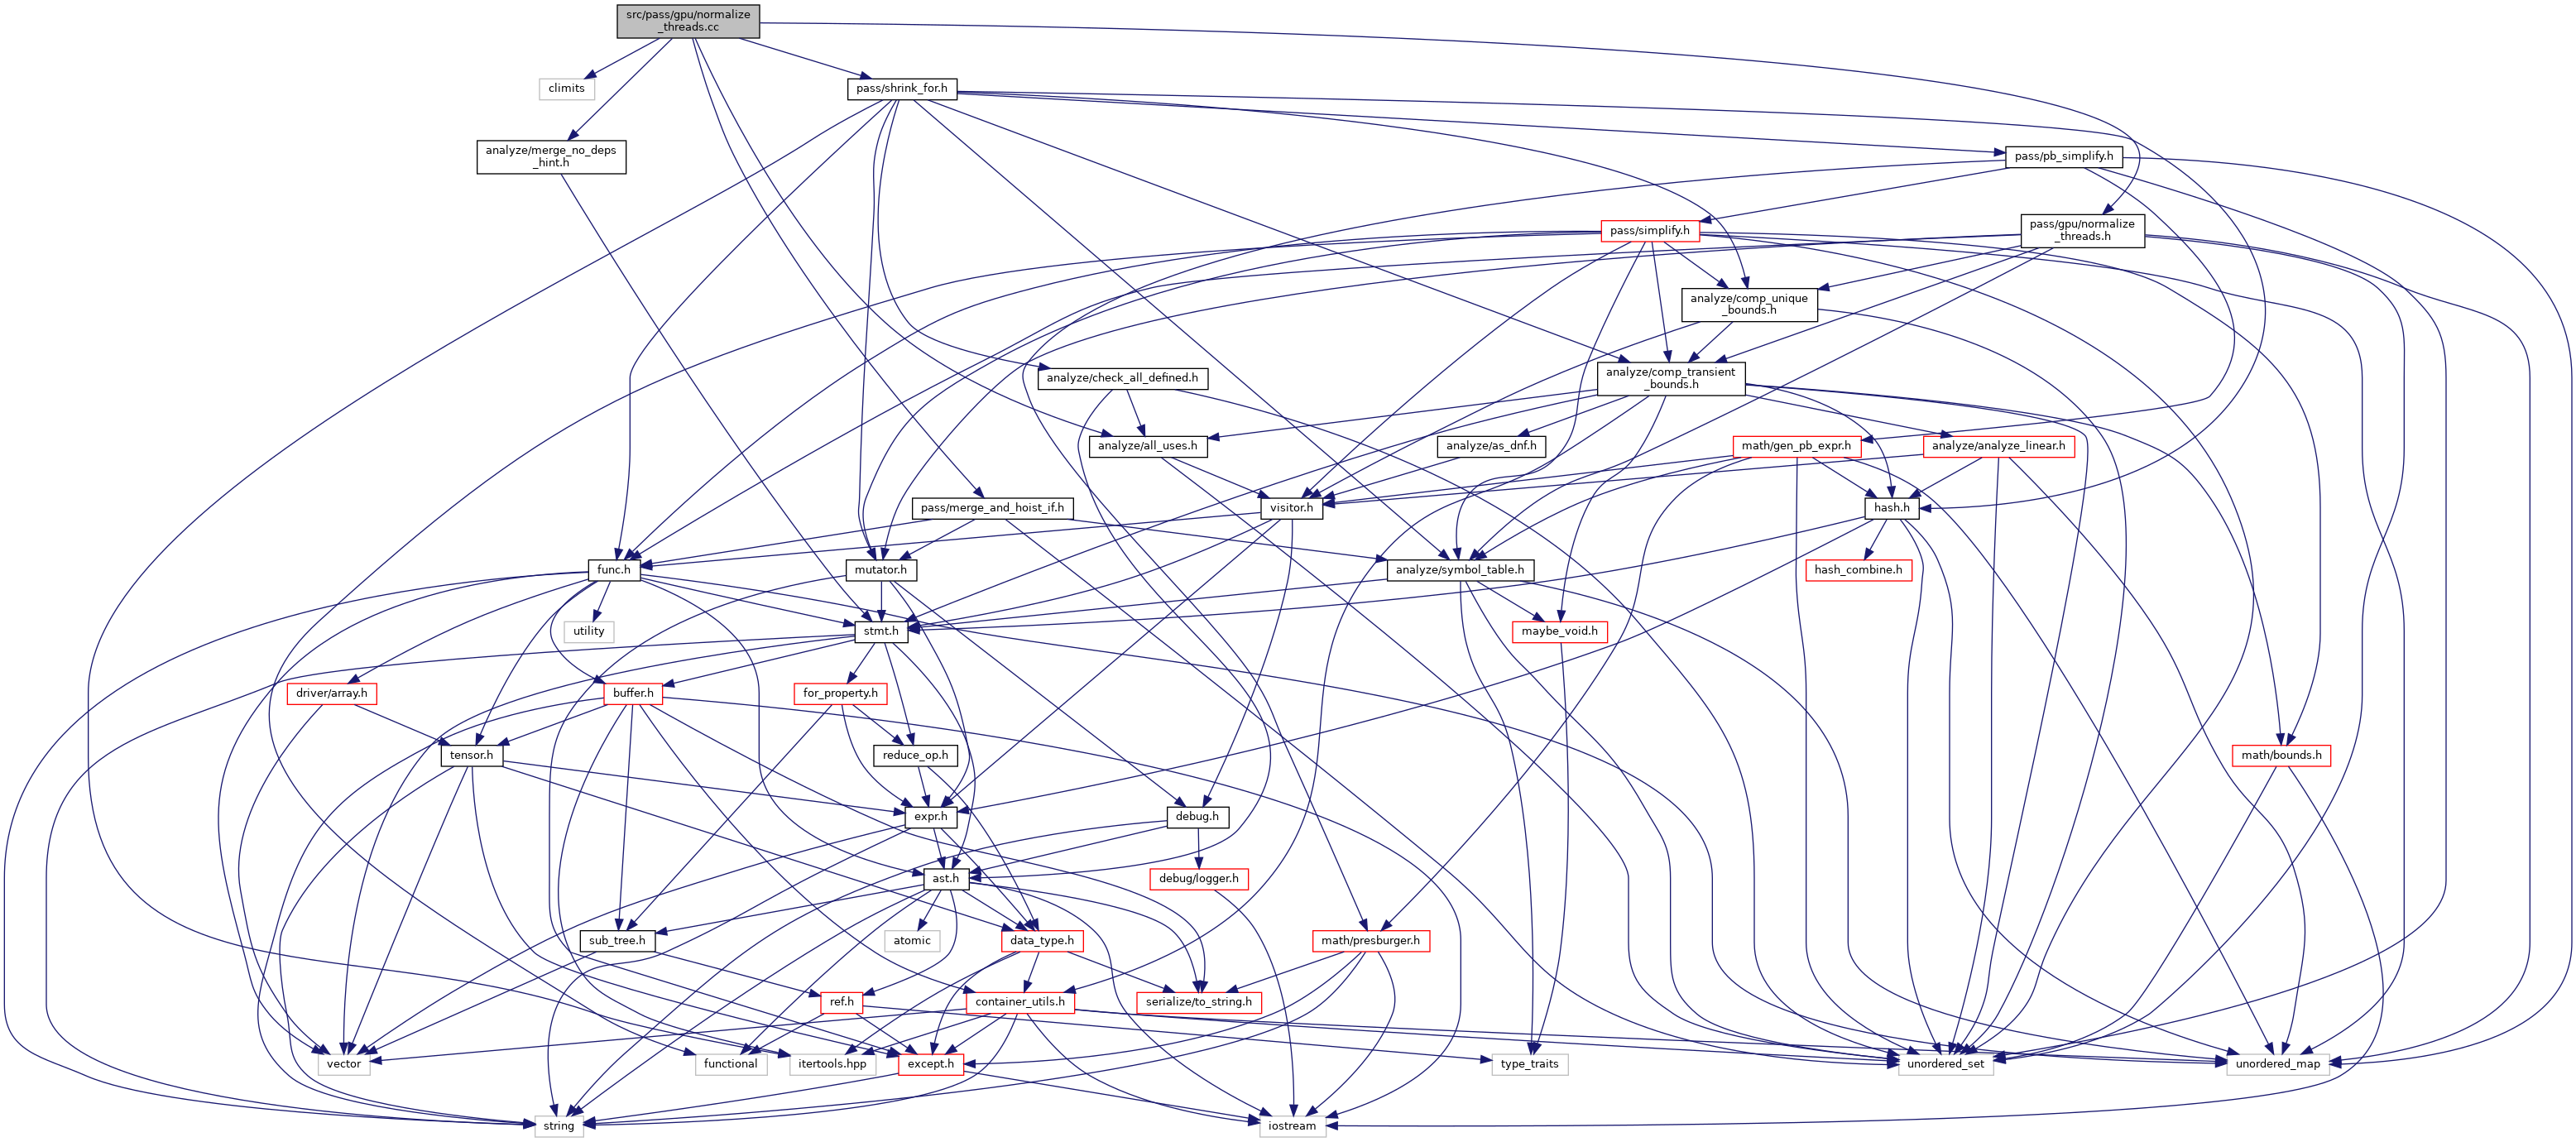 src/pass/gpu/normalize
_threads.cc
climits
pass/shrink_for.h
analyze/merge_no_deps
_hint.h
pass/pb_simplify.h
pass/simplify.h
pass/gpu/normalize
_threads.h
analyze/comp_unique
_bounds.h
analyze/check_all_defined.h
analyze/comp_transient
_bounds.h
analyze/all_uses.h
analyze/as_dnf.h
math/gen_pb_expr.h
analyze/analyze_linear.h
pass/merge_and_hoist_if.h
visitor.h
hash.h
func.h
mutator.h
analyze/symbol_table.h
hash_combine.h
utility
stmt.h
maybe_void.h
driver/array.h
buffer.h
for_property.h
tensor.h
reduce_op.h
math/bounds.h
expr.h
debug.h
ast.h
debug/logger.h
sub_tree.h
atomic
data_type.h
math/presburger.h
ref.h
container_utils.h
serialize/to_string.h
vector
functional
itertools.hpp
except.h
type_traits
unordered_set
unordered_map
string
iostream